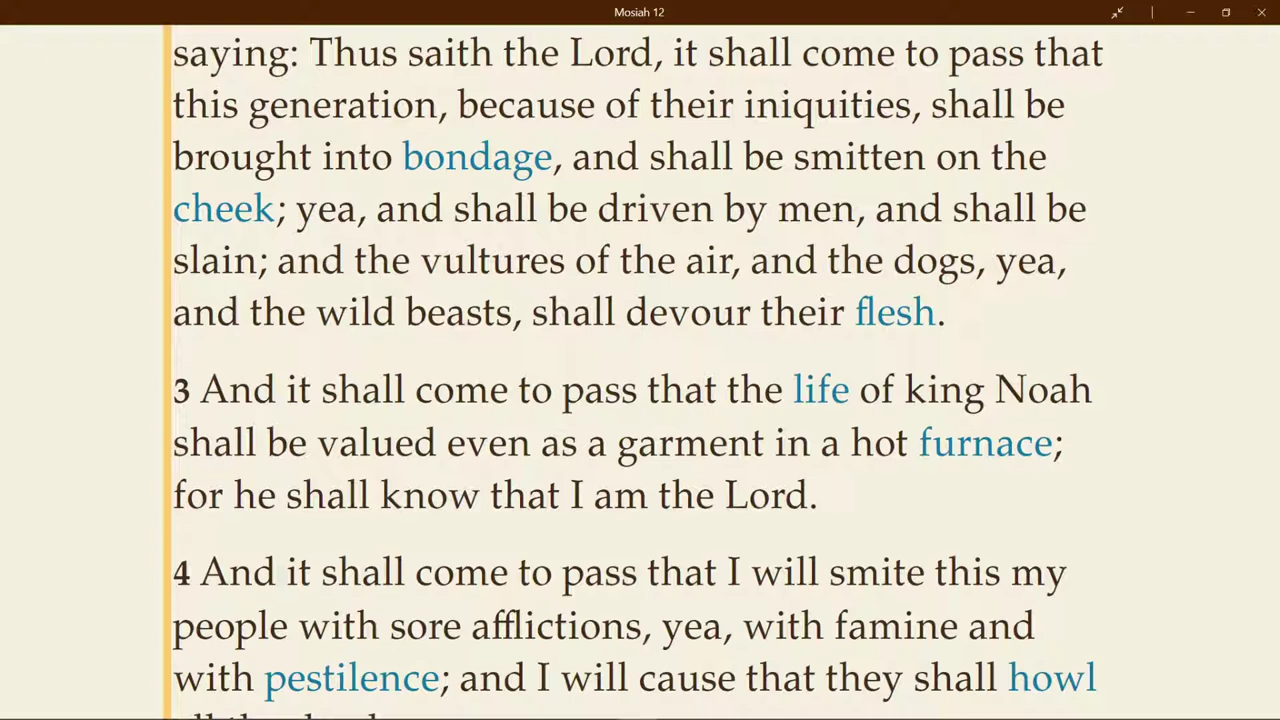 Mosiah 12
saying: Thus saith the Lord, it shall come to pass that
this generation, because of their iniquities, shall be
brought into bondage, and shall be smitten on the
cheek; yea, and shall be driven by men, and shall be
slain; and the vultures of the air, and the dogs, yea,
and the wild beasts, shall devour their flesh.
3 And it shall come to pass that the life of king Noah
shall be valued even as a garment in a hot furnace;
for he shall know that I am the Lord.
4 And it shall come to pass that I will smite this my
people with sore afflictions, yea, with famine and
with pestilence; and I will cause that they shall howl